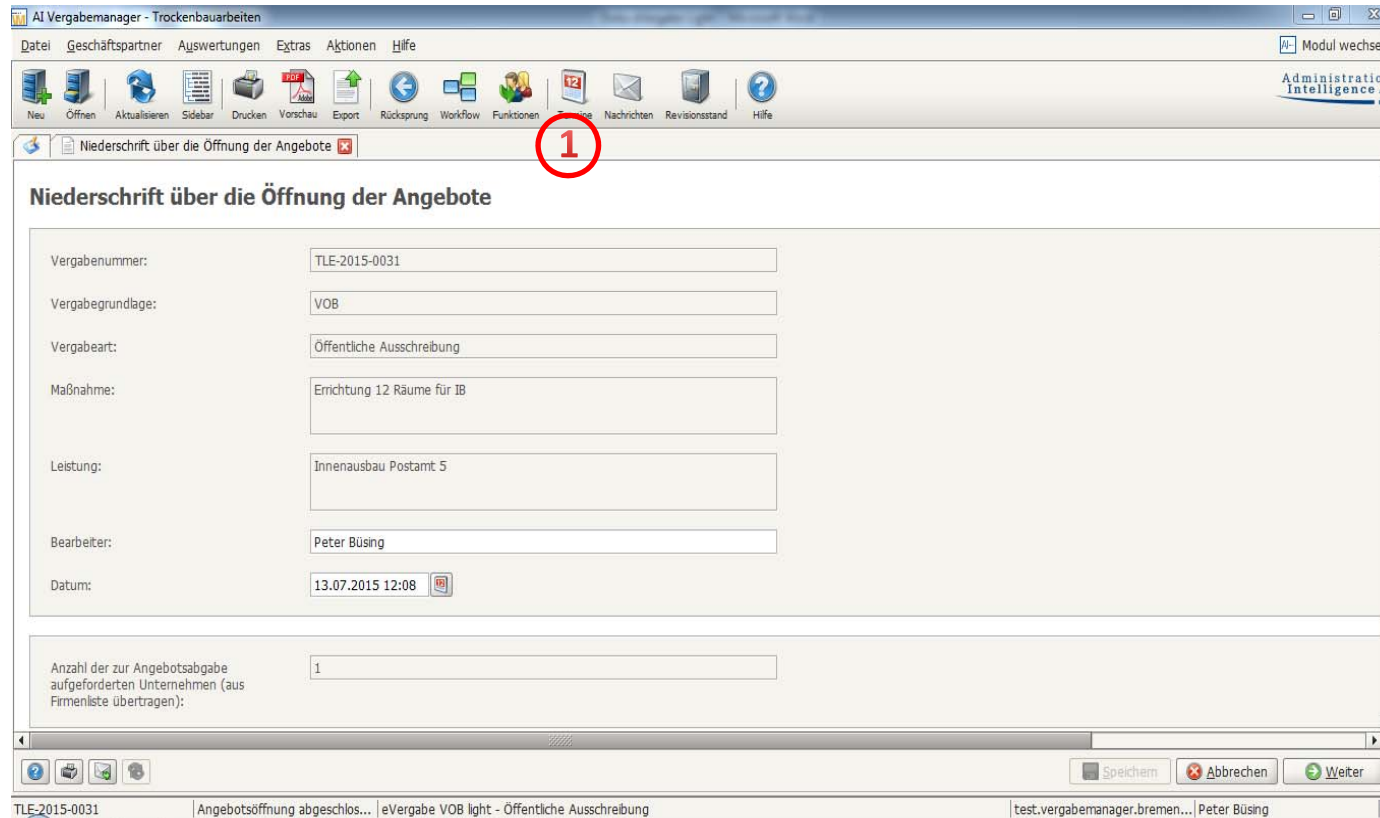 AI Vergabemanager - Trockenbauarbeiten
Datei Geschäftspartner Auswertungen Extras Aktionen Hilfe
Modul wechse
Neu Öffnen Aktualisieren Sidebar Drucken Vorschau Export Rücksprung Workflow Funktionen Termine Nachrichten Revisionsstand Hilfe
Administratio
Intelligence
Niederschrift über die Öffnung der Angebote
1
Niederschrift über die Öffnung der Angebote
Vergabenummer: TLE-2015-0031
Vergabegrundlage: VOB
Vergabeart: Öffentliche Ausschreibung
Maßnahme: Errichtung 12 Räume für IB
Leistung: Innenausbau Postamt 5
Bearbeiter: Peter Büsing
Datum: 13.07.2015 12:08
Anzahl der zur Angebotsabgabe 1
aufgeforderten Unternehmen (aus
Firmenliste übertragen):
Speichern Abbrechen Weiter
TLE-2015-0031 Angebotsöffnung abgeschlos... eVergabe VOB light - Öffentliche Ausschreibung test.vergabemanager.bremen... Peter Büsing